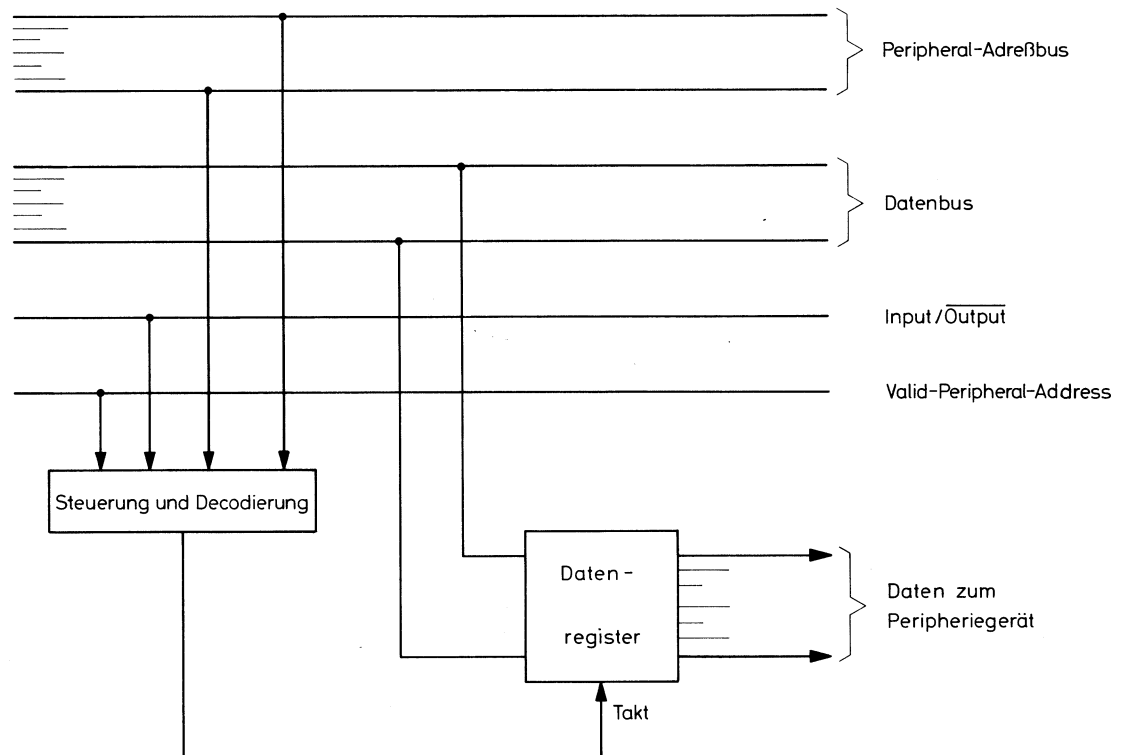 Peripheral-Adreßbus
Datenbus
Input/Output
Valid-Peripheral-Address
Steuerung und Decodierung
Daten-
register
Daten zum
Peripheriegerät
Takt